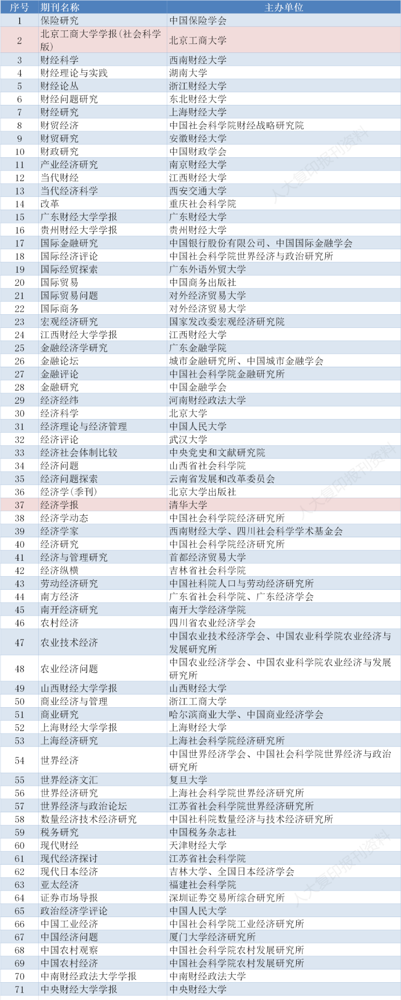 序号 期刊名称 主办单位
1 保险研究 中国保险学会
2 北京工商大学学报(社会科学版) 北京工商大学
3 财经科学 西南财经大学
4 财经理论与实践 湖南大学
5 财经论丛 浙江财经大学
6 财经问题研究 东北财经大学
7 财经研究 上海财经大学
8 财贸经济 中国社会科学院财经战略研究院
9 财贸研究 安徽财经大学
10 财政研究 中国财政学会
11 产业经济研究 南京财经大学
12 当代财经 江西财经大学
13 当代经济科学 西安交通大学
14 改革 重庆社会科学院
15 广东财经大学学报 广东财经大学
16 贵州财经大学学报 贵州财经大学
17 国际金融研究 中国银行股份有限公司、中国国际金融学会
18 国际经济评论 中国社会科学院世界经济与政治研究所
19 国际经贸探索 广东外语外贸大学
20 国际贸易 中国商务出版社
21 国际贸易问题 对外经济贸易大学
22 国际商务 对外经济贸易大学
23 宏观经济研究 国家发改委宏观经济研究院
24 江西财经大学学报 江西财经大学
25 金融经济学研究 广东金融学院
26 金融论坛 城市金融研究所、中国城市金融学会
27 金融评论 中国社会科学院金融研究所
28 金融研究 中国金融学会
29 经济经纬 河南财经政法大学
30 经济科学 北京大学
31 经济理论与经济管理 中国人民大学
32 经济评论 武汉大学
33 经济社会体制比较 中央党史和文献研究院
34 经济问题 山西省社会科学院
35 经济问题探索 云南省发展和改革委员会
36 经济学(季刊) 北京大学出版社
37 经济学报 清华大学
38 经济学动态 中国社会科学院经济研究所
39 经济学家 西南财经大学、四川社会科学学术基金会
40 经济研究 中国社会科学院经济研究所
41 经济与管理研究 首都经济贸易大学
42 经济纵横 吉林省社会科学院
43 劳动经济研究 中国社科院人口与劳动经济研究所
44 南方经济 广东省社会科学院、广东经济学会
45 南开经济研究 南开大学经济学院
46 农村经济 四川省农业经济学会
47 农业技术经济 中国农业技术经济学会、中国农业科学院农业经济与
发展研究所
48 农业经济问题 中国农业经济学会、中国农业科学院农业经济与发展
研究所
49 山西财经大学学报 山西财经大学
50 商业经济与管理 浙江工商大学
51 商业研究 哈尔滨商业大学、中国商业经济学会
52 上海财经大学学报 上海财经大学
53 上海经济研究 上海社会科学院经济研究所
54 世界经济 中国世界经济学会、中国社会科学院世界经济与政治
研究所
55 世界经济文汇 复旦大学
56 世界经济研究 上海社会科学院世界经济研究所
57 世界经济与政治论坛 江苏省社会科学院世界经济研究所
58 数量经济技术经济研究 中国社科院数量经济与技术经济研究所
59 税务研究 中国税务杂志社
60 现代财经 天津财经大学
61 现代经济探讨 江苏省社会科学院
62 现代日本经济 吉林大学、全国日本经济学会
63 亚太经济 福建社会科学院
64 证券市场导报 深圳证券交易所综合研究所
65 政治经济学评论 中国人民大学
66 中国工业经济 中国社会科学院工业经济研究所
67 中国经济问题 厦门大学经济研究所
68 中国农村观察 中国社会科学院农村发展研究所
69 中国农村经济 中国社会科学院农村发展研究所
70 中南财经政法大学学报 中南财经政法大学
71 中央财经大学学报 中央财经大学
人大复印报刊资料
人大复印报刊资料
人大复印报刊资料